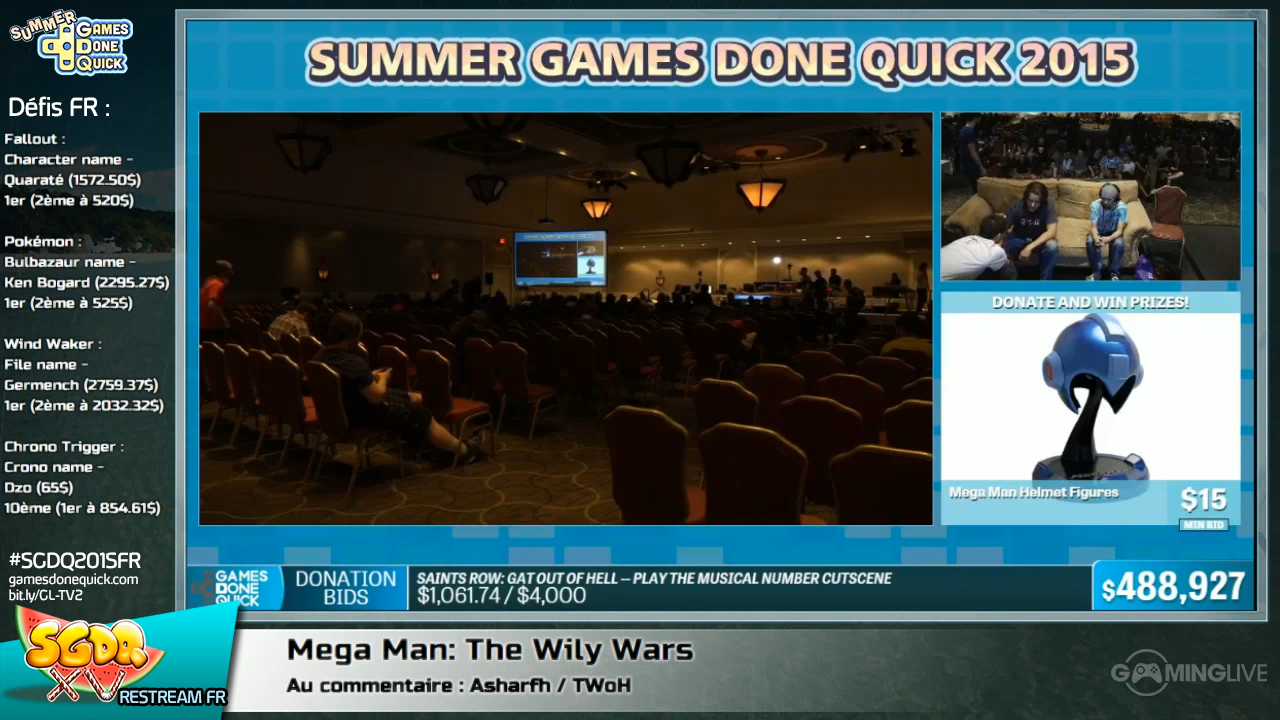 SUMMER
GAMES
DONE
QUICK
Défis FR :
Fallout :
Character name -
Quaraté (1572.50$)
1er (2ème à 520$)
Pokémon :
Bulbazaur name -
Ken Bogard (2295.27$)
1er (2ème à 525$)
Wind Waker :
File name -
Germench (2759.37$)
1er (2ème à 2032.32$)
Chrono Trigger :
Crono name -
Dzo (65$)
10ème (1er à 854.61$)
#SGDQ2015FR
gamesdonequick.com
bit.ly/GL-TV2
SGDQ
XV
RESTREAM FR
SUMMER GAMES DONE QUICK 2015
DONATE AND WIN PRIZES!
Mega Man Helmet Figures
$15
MIN BID
GAMES
DONE
QUICK
DONATION
BIDS
SAINTS ROW: GAT OUT OF HELL — PLAY THE MUSICAL NUMBER CUTSCENE
$1,061.74 / $4,000
$488,927
Mega Man: The Wily Wars
Au commentaire : Asharfh / TWoH
GAMINGLIVE